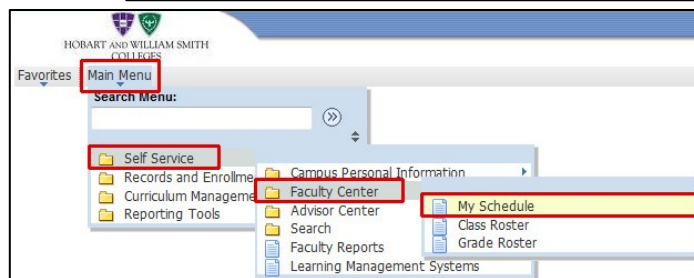 HOBART AND WILLIAM SMITH
COLLEGES
Favorites Main Menu
Search Menu:
Self Service
Records and Enrollme
Curriculum Manageme
Reporting Tools
Campus Personal Information
Faculty Center
Advisor Center
Search
Faculty Reports
Learning Management Systems
My Schedule
Class Roster
Grade Roster